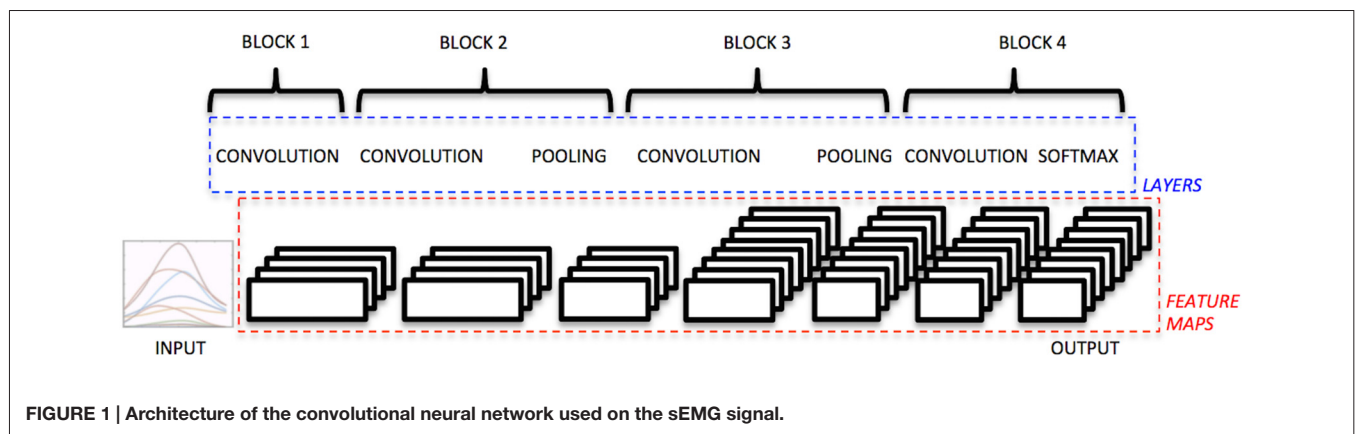 BLOCK 1 BLOCK 2 BLOCK 3 BLOCK 4
CONVOLUTION CONVOLUTION POOLING CONVOLUTION POOLING CONVOLUTION SOFTMAX
LAYERS
FEATURE
MAPS
INPUT OUTPUT
FIGURE 1 | Architecture of the convolutional neural network used on the sEMG signal.